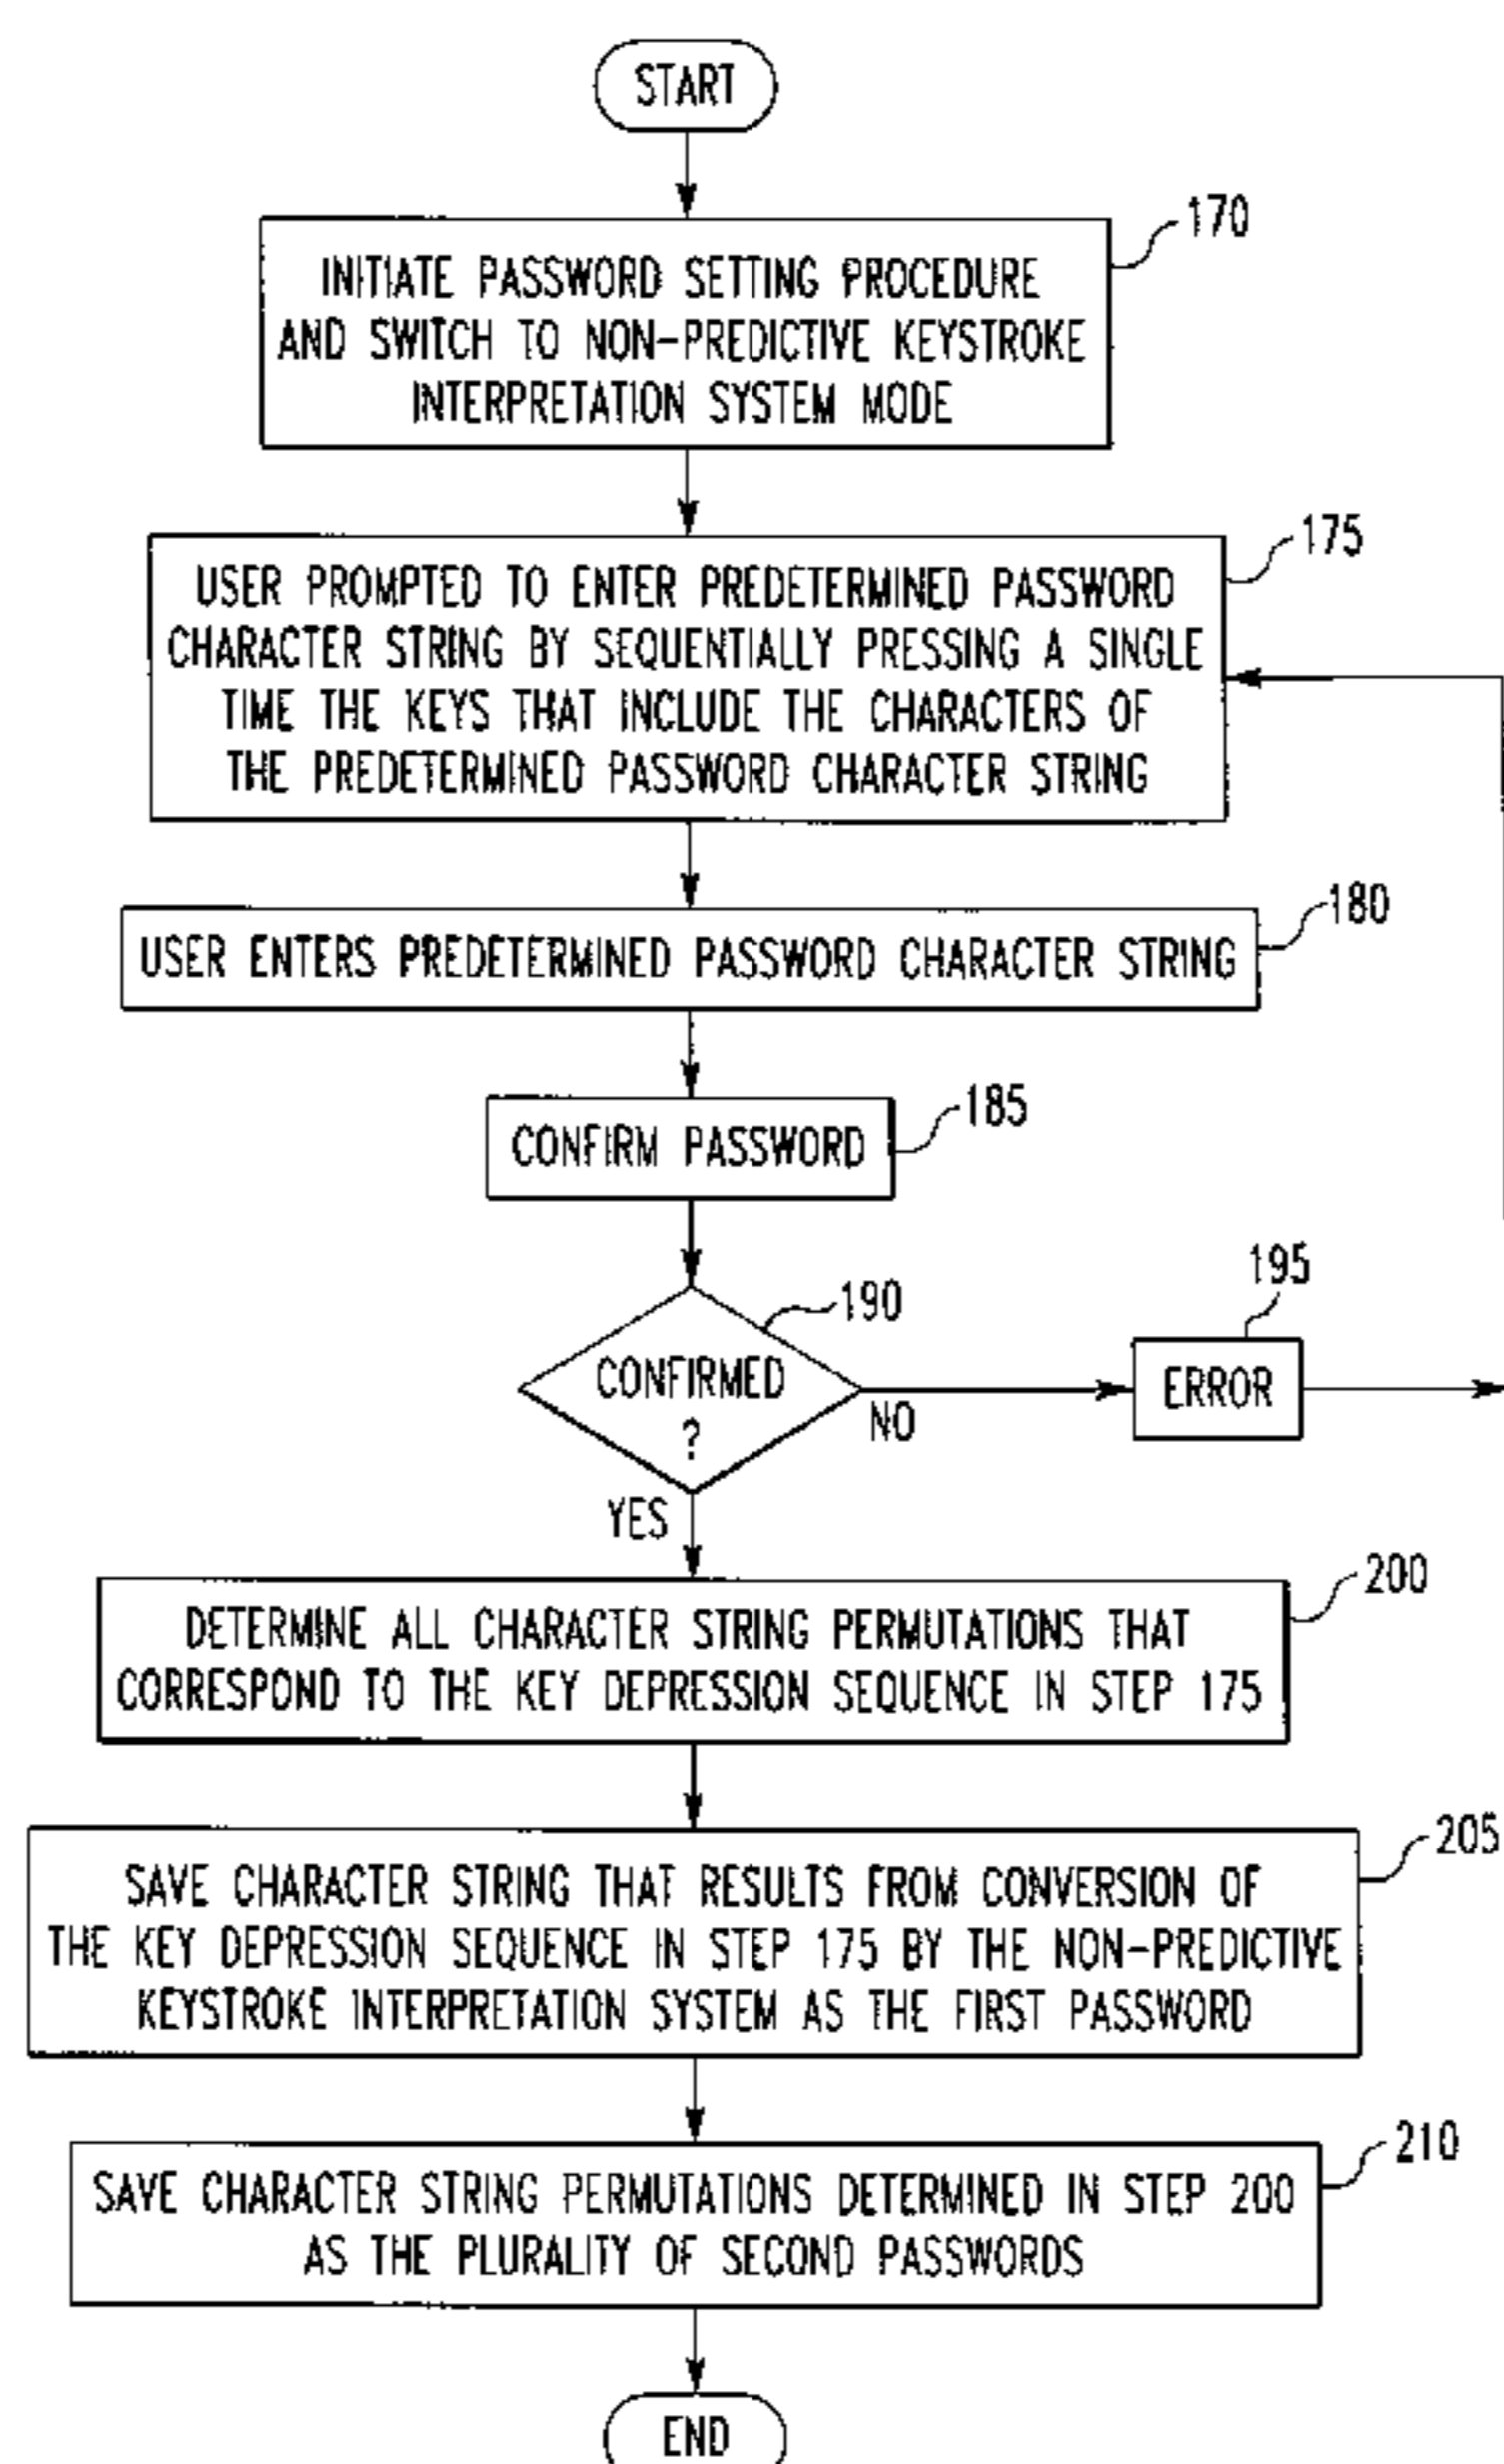 START
170
INITIATE PASSWORD SETTING PROCEDURE
AND SWITCH TO NON-PREDICTIVE KEYSTROKE
INTERPRETATION SYSTEM MODE
175
USER PROMPTED TO ENTER PREDETERMINED PASSWORD
CHARACTER STRING BY SEQUENTIALLY PRESSING A SINGLE
TIME THE KEYS THAT INCLUDE THE CHARACTERS OF
THE PREDETERMINED PASSWORD CHARACTER STRING
180
USER ENTERS PREDETERMINED PASSWORD CHARACTER STRING
185
CONFIRM PASSWORD
190
CONFIRMED
?
NO
195
ERROR
YES
200
DETERMINE ALL CHARACTER STRING PERMUTATIONS THAT
CORRESPOND TO THE KEY DEPRESSION SEQUENCE IN STEP 175
205
SAVE CHARACTER STRING THAT RESULTS FROM CONVERSION OF
THE KEY DEPRESSION SEQUENCE IN STEP 175 BY THE NON-PREDICTIVE
KEYSTROKE INTERPRETATION SYSTEM AS THE FIRST PASSWORD
210
SAVE CHARACTER STRING PERMUTATIONS DETERMINED IN STEP 200
AS THE PLURALITY OF SECOND PASSWORDS
END